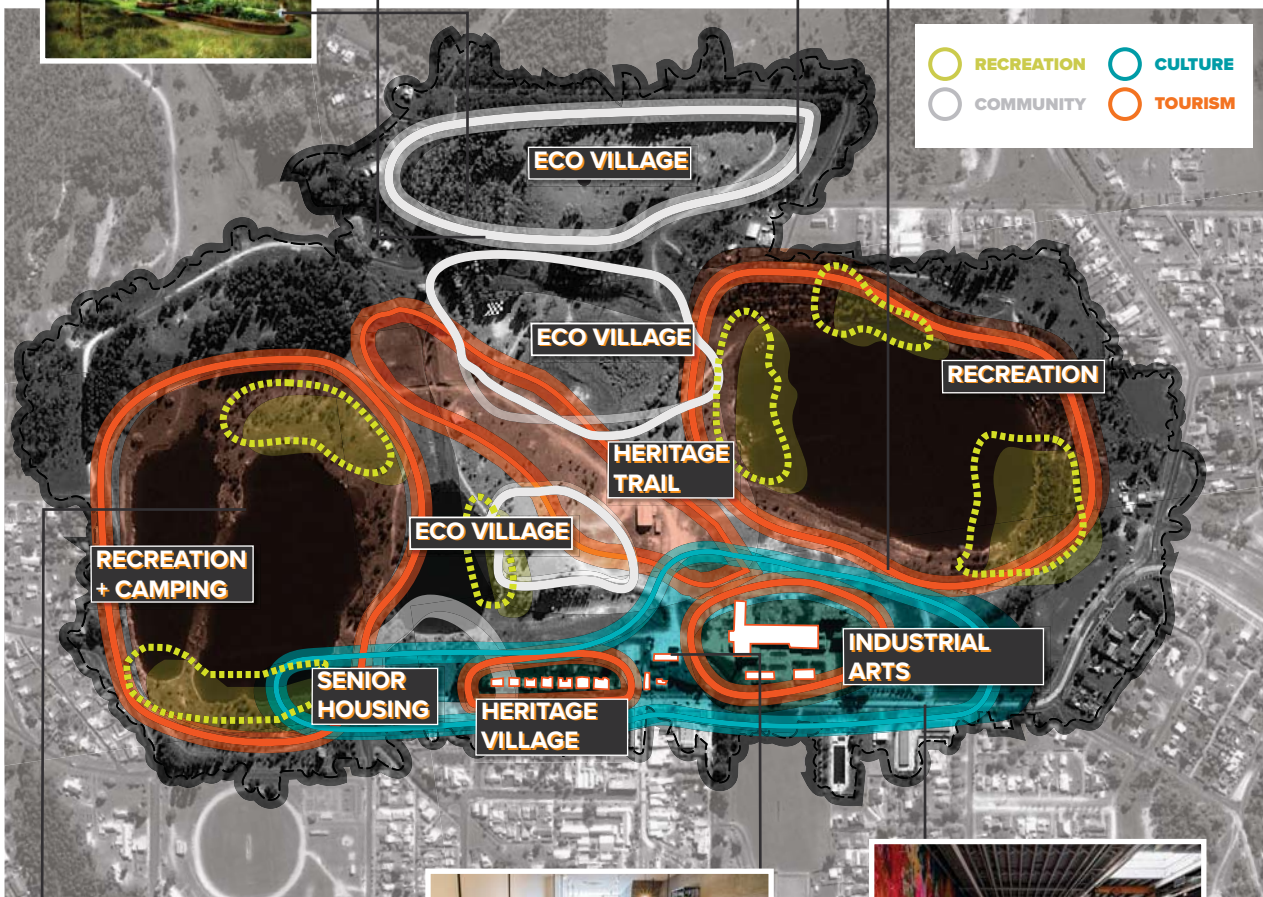 RECREATION
CULTURE
COMMUNITY
TOURISM
ECO VILLAGE
ECO VILLAGE
RECREATION
HERITAGE
TRAIL
ECO VILLAGE
RECREATION
+ CAMPING
INDUSTRIAL
ARTS
SENIOR
HOUSING
HERITAGE
VILLAGE